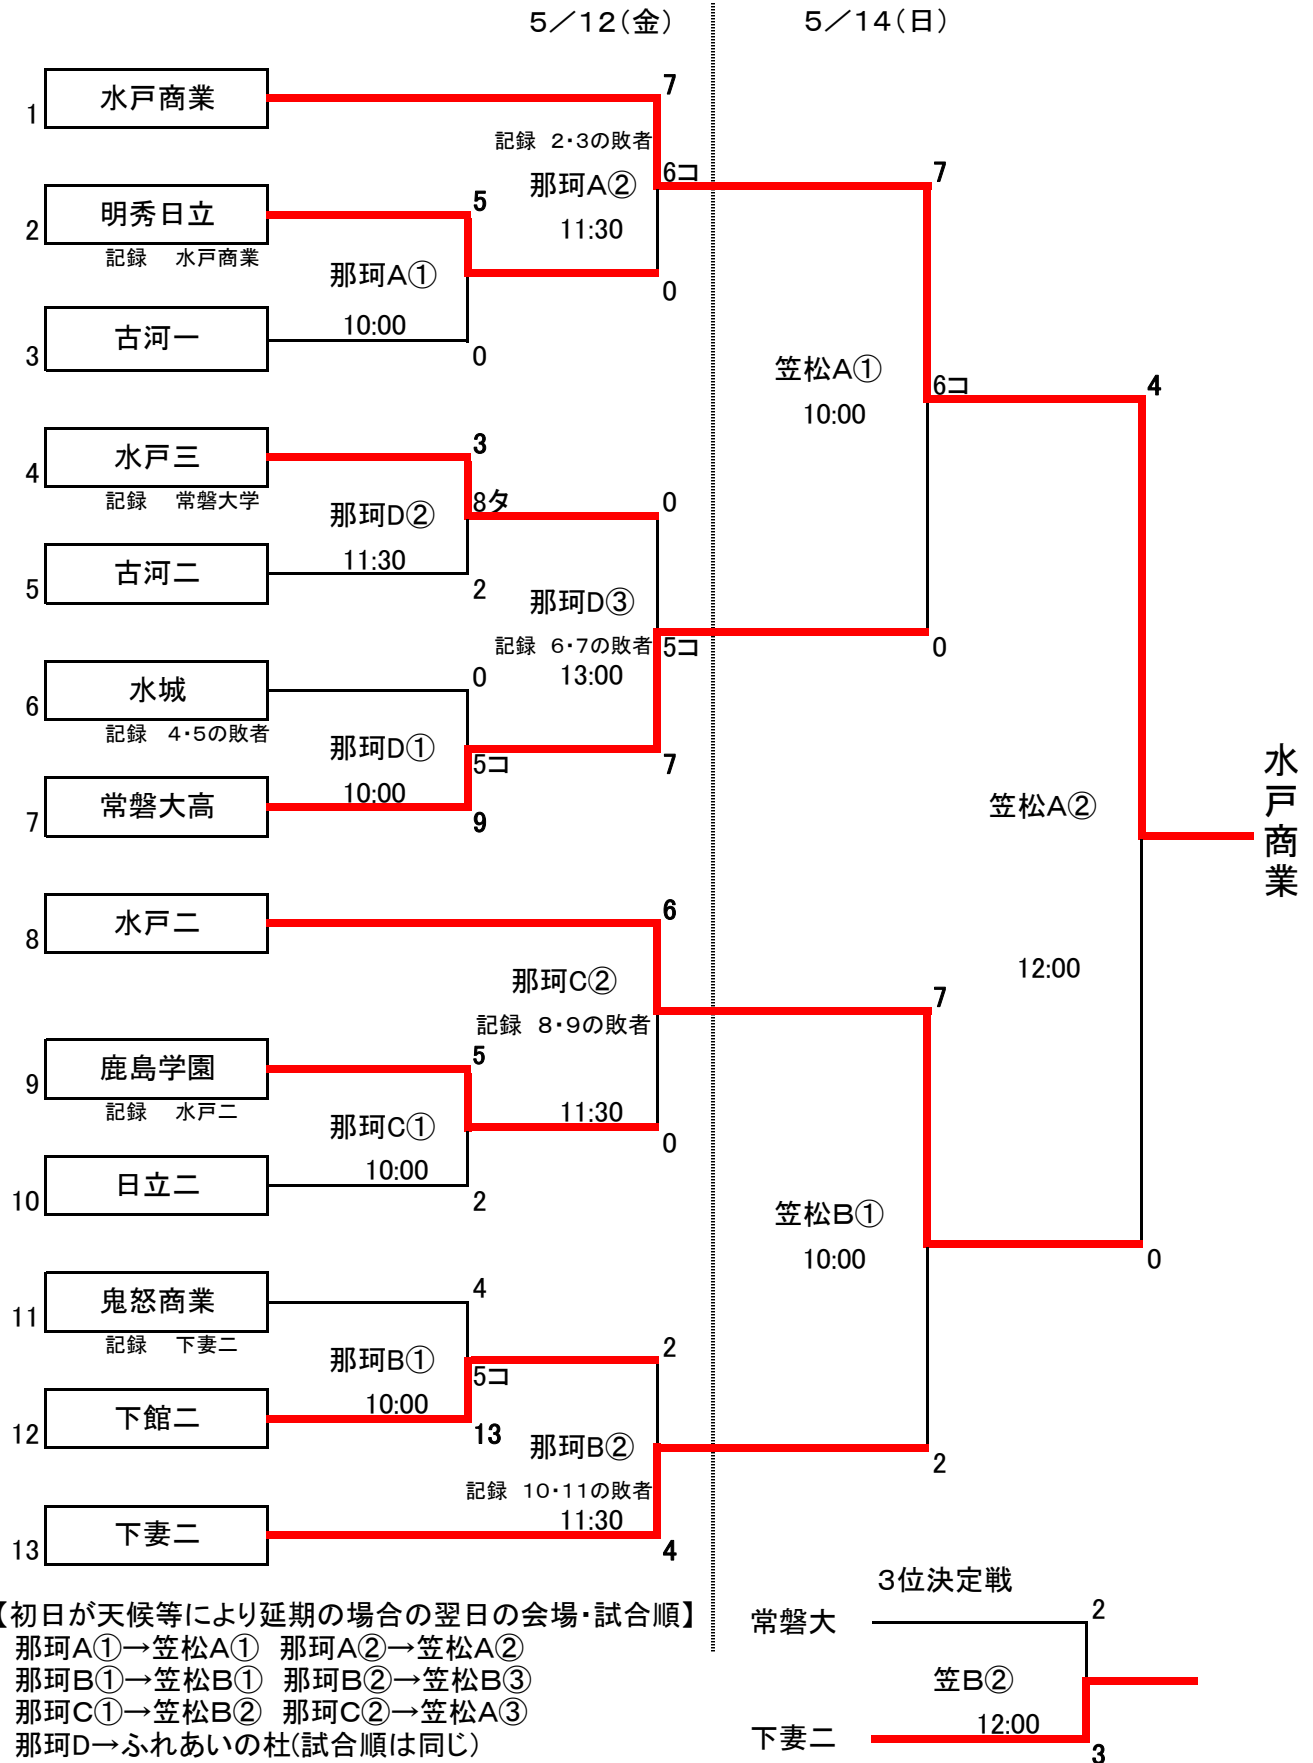 5／12(金)
5／14(日)
1
水戸商業
7
記録 2・3の敗者
那珂A②
6コ
11:30
7
2
明秀日立
5
記録 水戸商業
那珂A①
10:00
0
3
古河一
0
笠松A①
10:00
6コ
4
4
水戸三
3
記録 常磐大学
那珂D②
8タ
0
11:30
5
古河二
2
那珂D③
記録 6・7の敗者
5コ
13:00
0
6
水城
0
記録 4・5の敗者
那珂D①
5コ
7
10:00
7
常磐大高
9
笠松A②
12:00
水戸商業
8
水戸二
6
那珂C②
記録 8・9の敗者
11:30
7
9
鹿島学園
5
記録 水戸二
那珂C①
10:00
0
10
日立二
2
笠松B①
10:00
0
11
鬼怒商業
4
記録 下妻二
那珂B①
5コ
2
10:00
12
下館二
13
那珂B②
記録 10・11の敗者
11:30
2
13
下妻二
4
【初日が天候等により延期の場合の翌日の会場・試合順】
那珂A①→笠松A① 那珂A②→笠松A②
那珂B①→笠松B① 那珂B②→笠松B③
那珂C①→笠松B② 那珂C②→笠松A③
那珂D→ふれあいの杜(試合順は同じ)
3位決定戦
常磐大
2
笠B②
12:00
下妻二
3